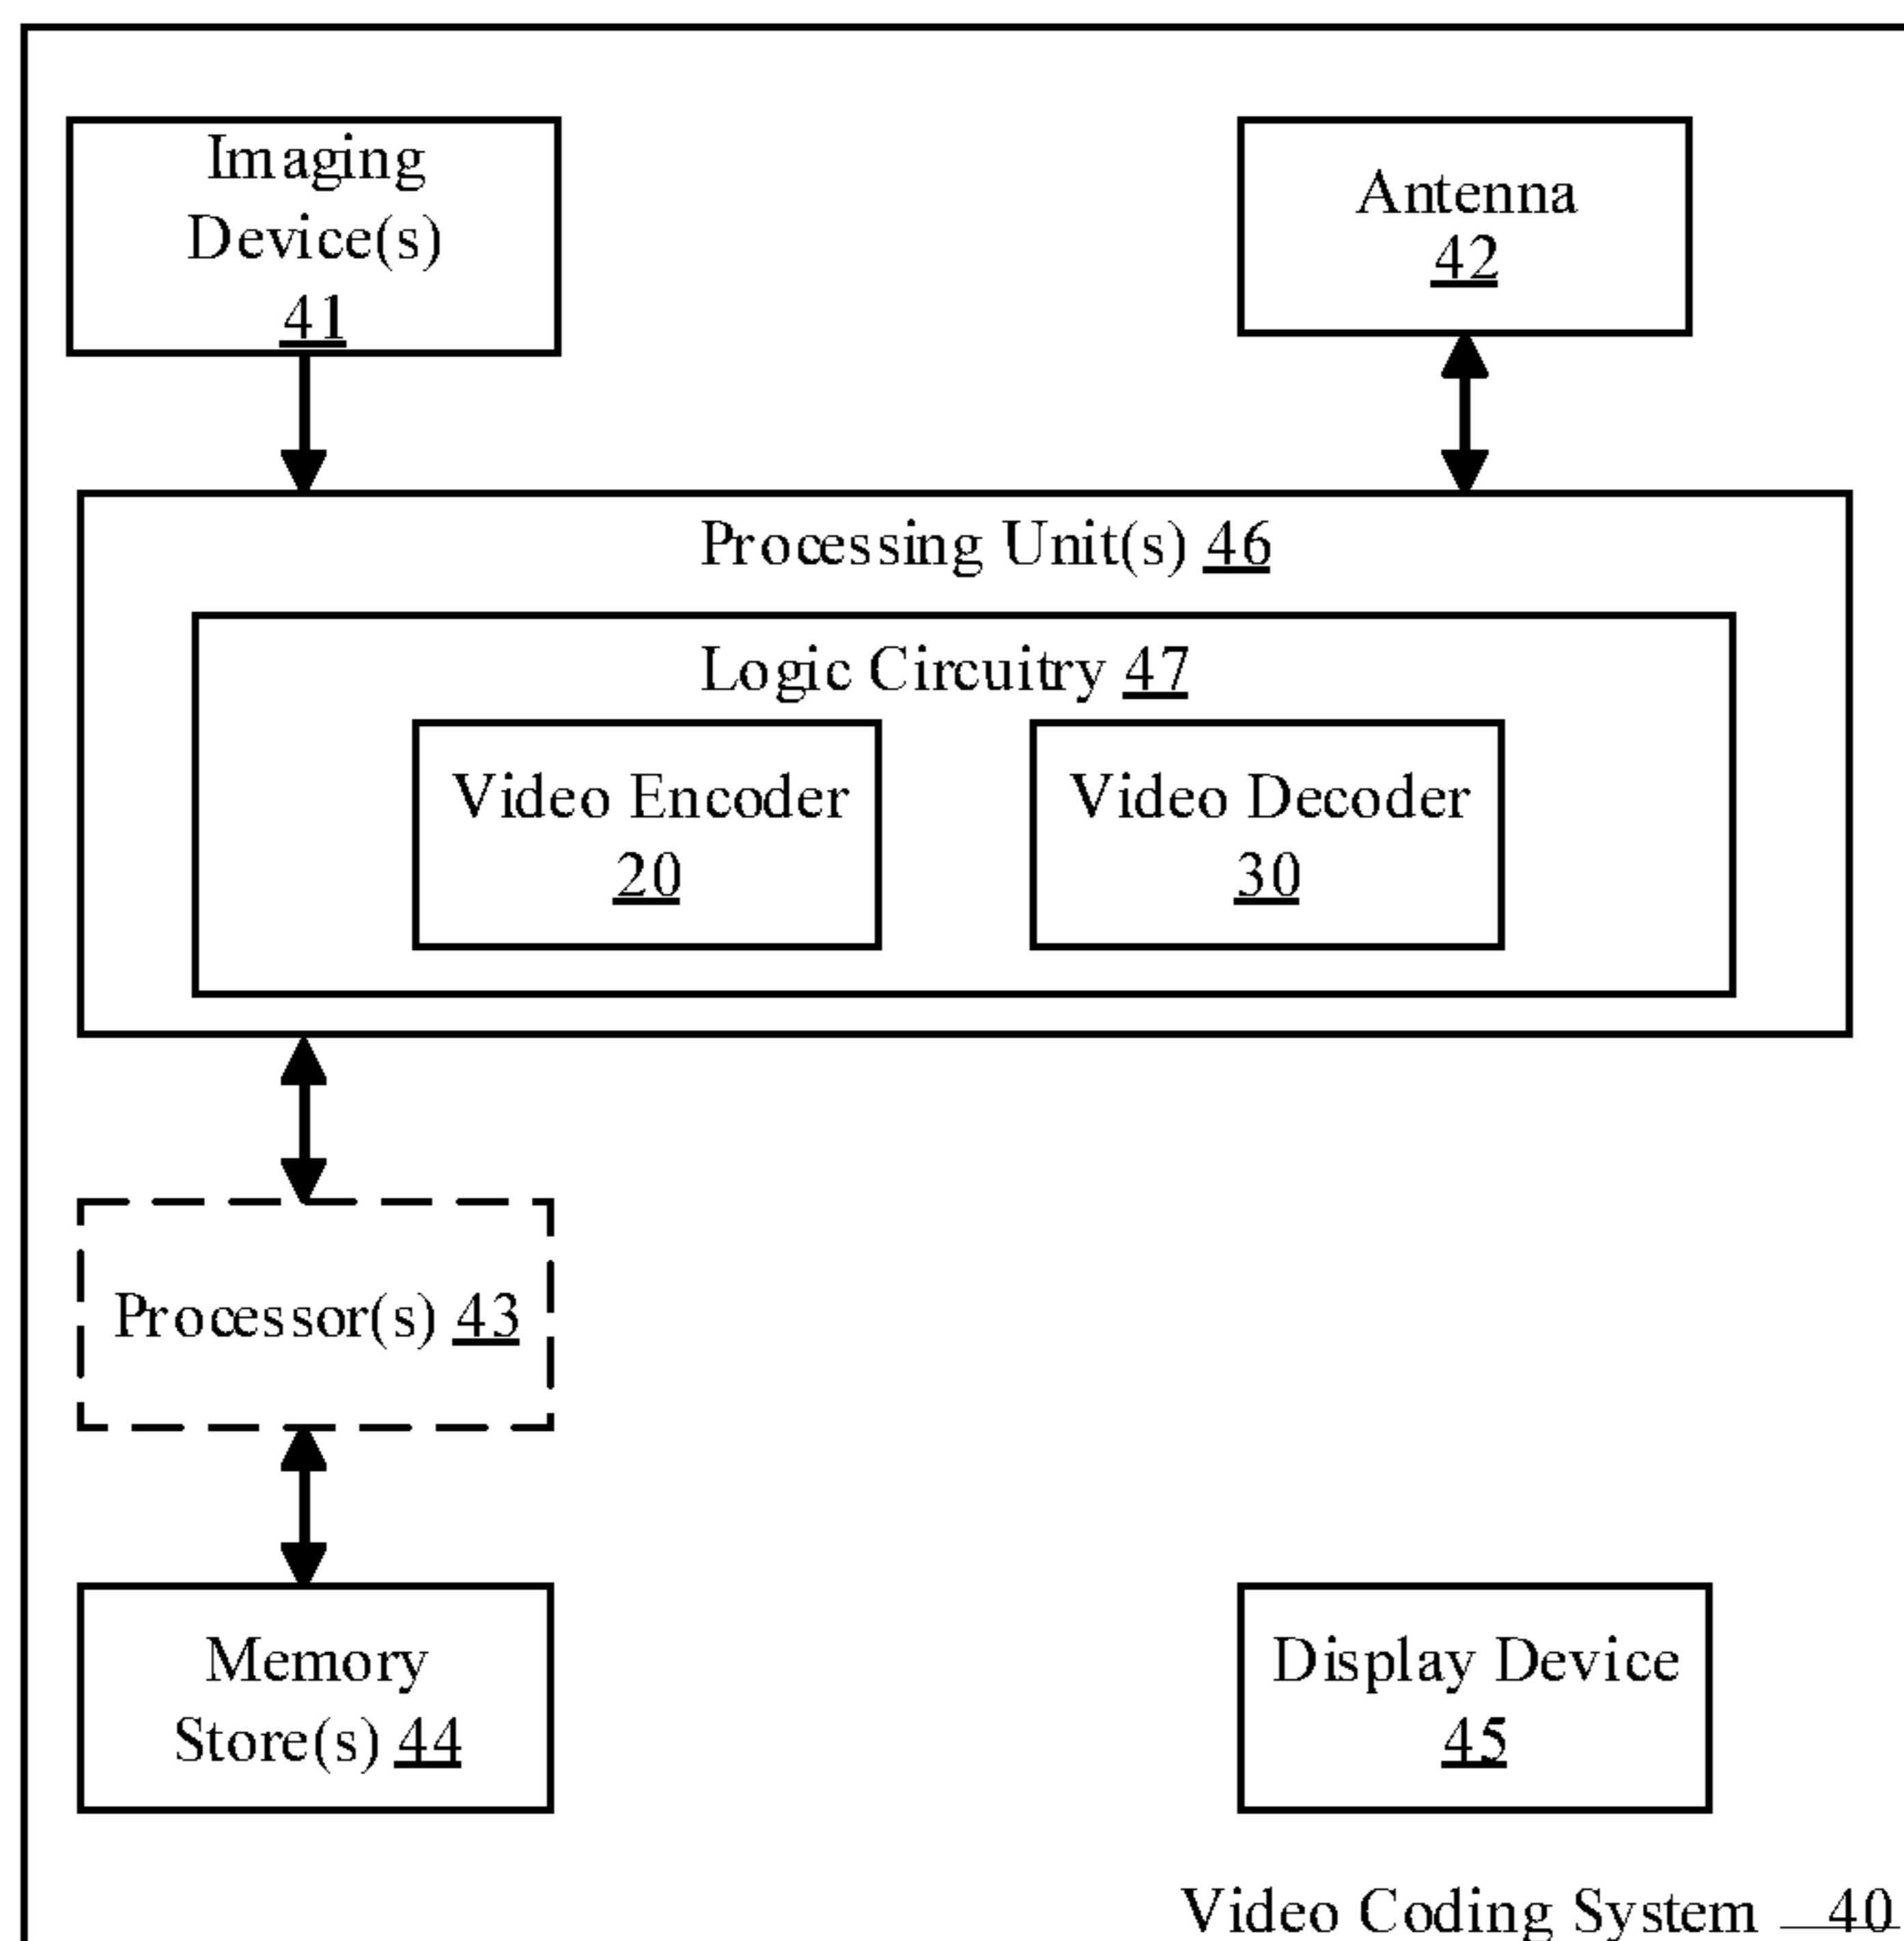 Imaging
Device(s)
41
Antenna
42
Processing Unit(s) 46
Logic Circuitry 47
Video Encoder
20
Video Decoder
30
Processor(s) 43
Memory
Store(s) 44
Display Device
45
Video Coding System 40